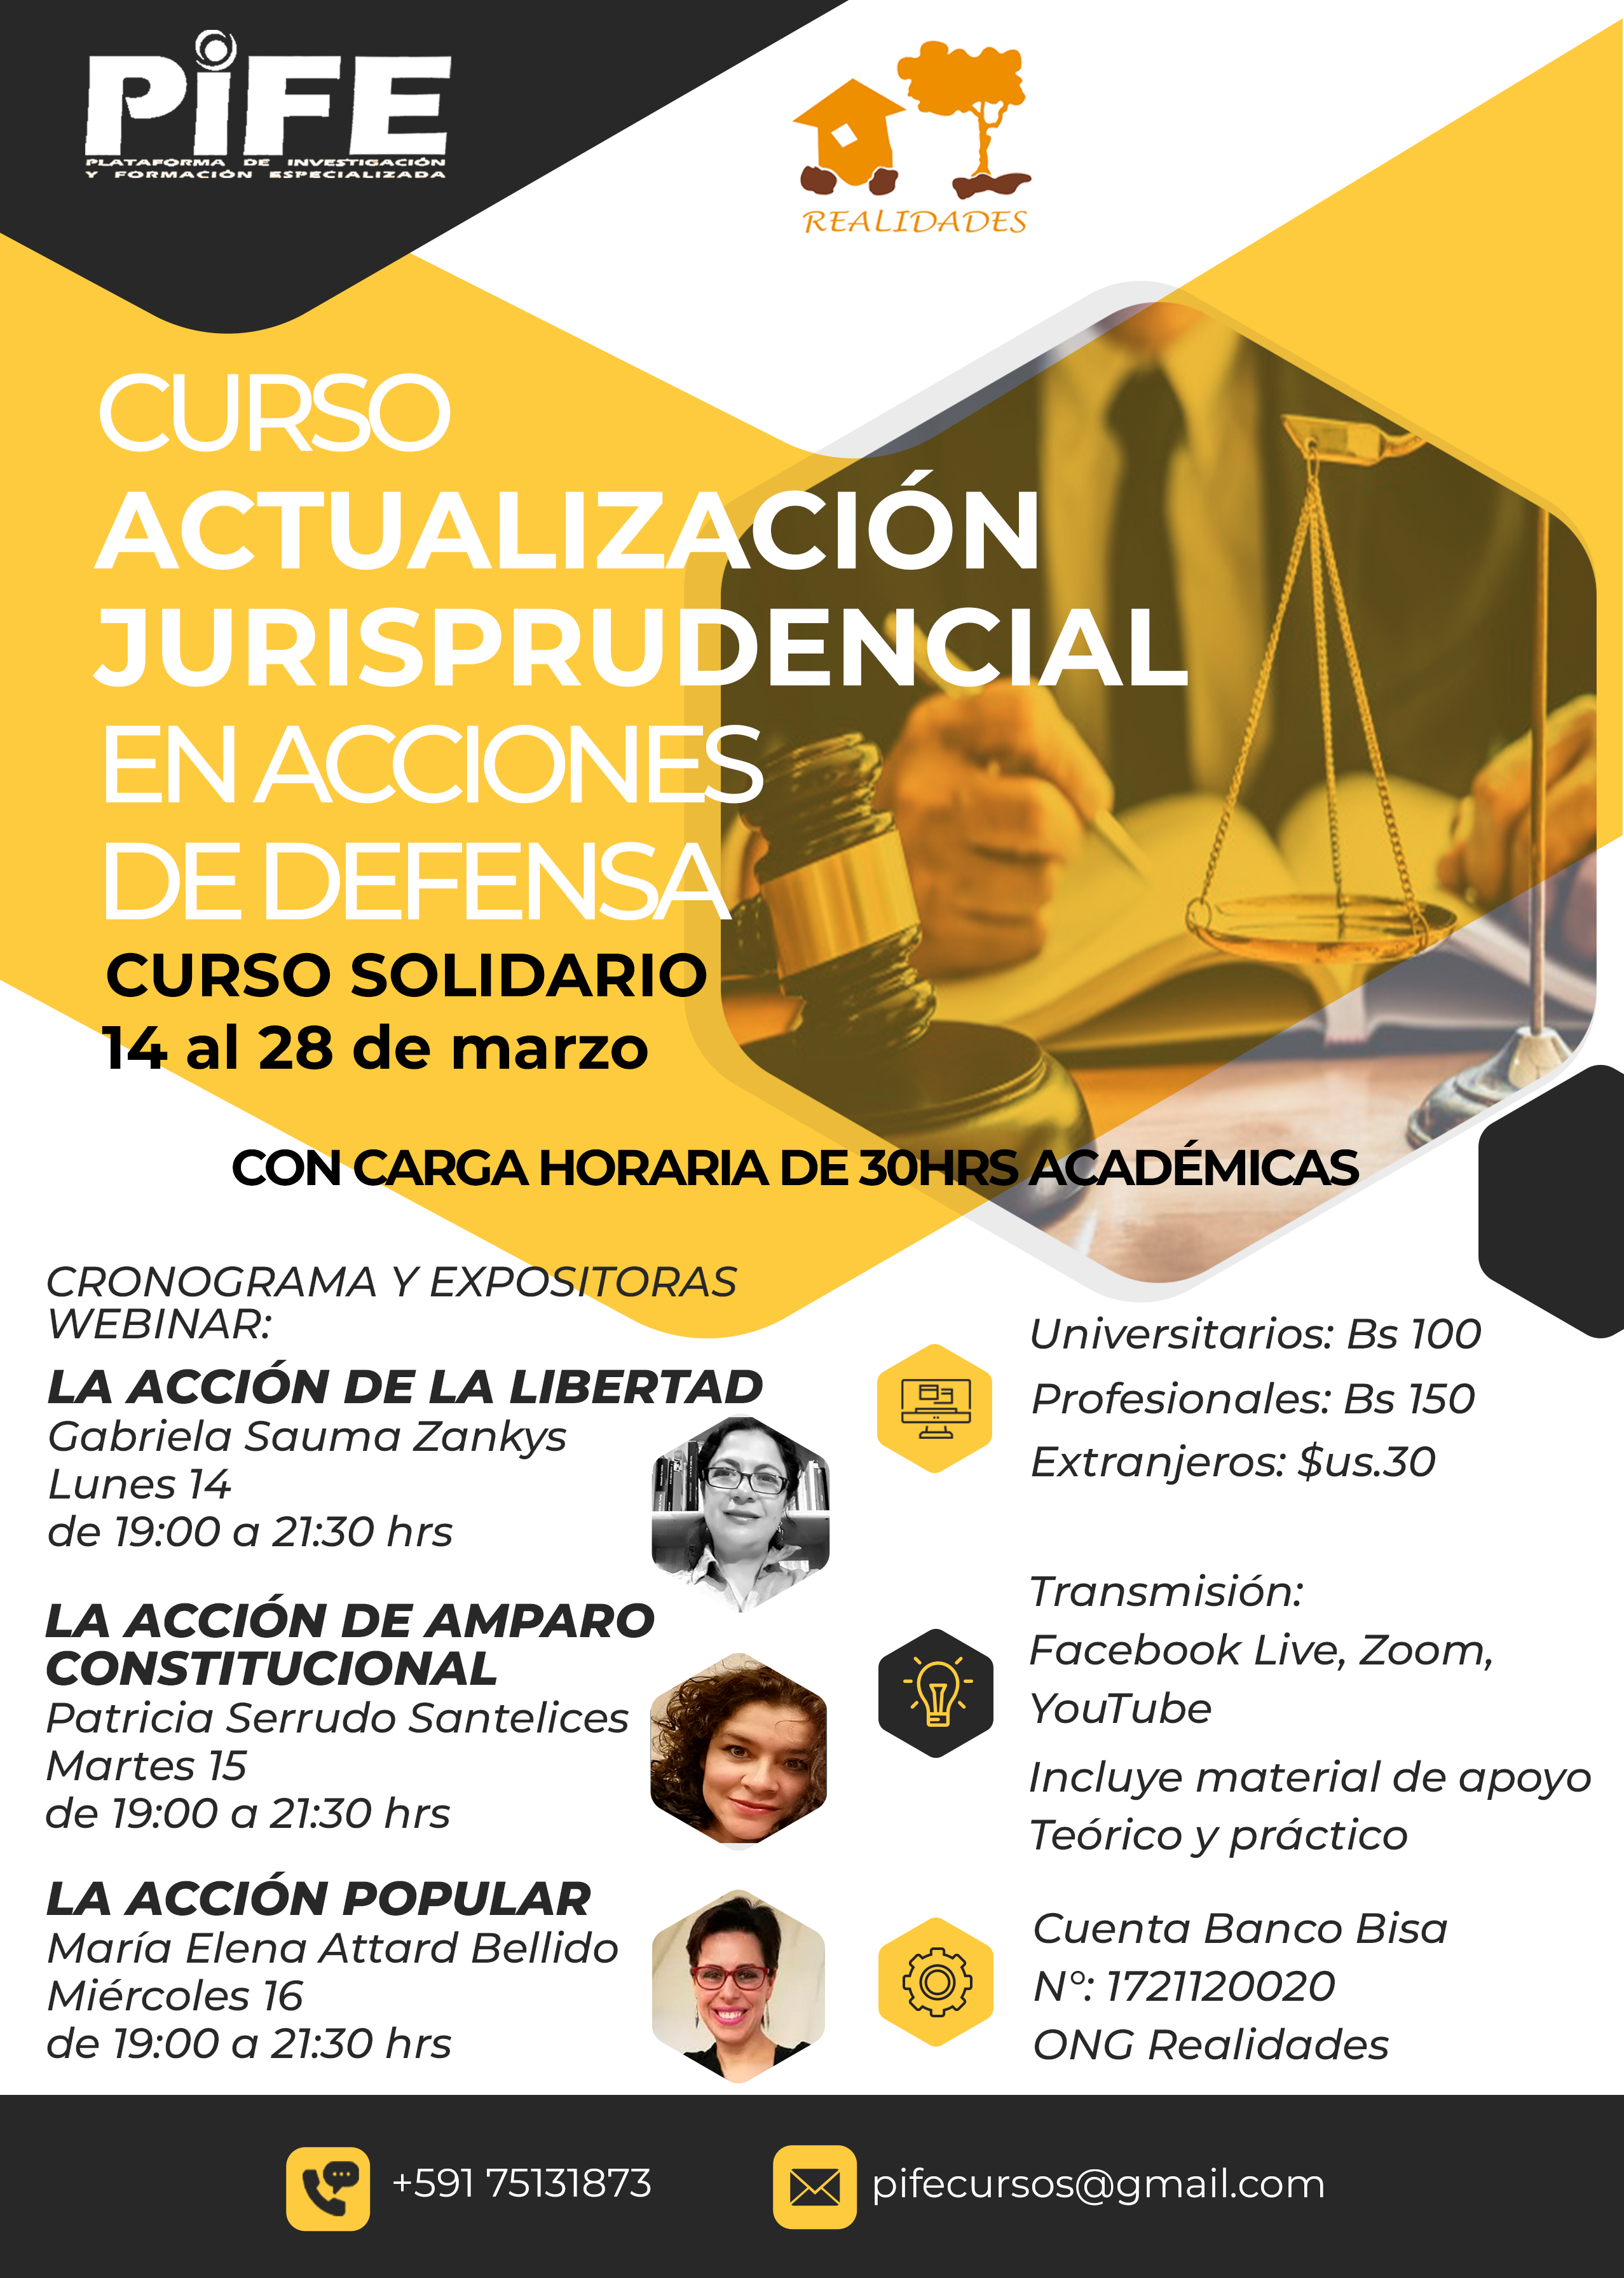 PiFE
PLATAFORMA DE INVESTIGACIÓN
Y FORMACIÓN ESPECIALIZADA
REALIDADES
CURSO
ACTUALIZACIÓN
JURISPRUDENCIAL
EN ACCIONES
DE DEFENSA
CURSO SOLIDARIO
14 al 28 de marzo
CON CARGA HORARIA DE 30HRS ACADÉMICAS
CRONOGRAMA Y EXPOSITORAS
WEBINAR:
LA ACCIÓN DE LA LIBERTAD
Gabriela Sauma Zankys
Lunes 14
de 19:00 a 21:30 hrs
LA ACCIÓN DE AMPARO
CONSTITUCIONAL
Patricia Serrudo Santelices
Martes 15
de 19:00 a 21:30 hrs
LA ACCIÓN POPULAR
María Elena Attard Bellido
Miércoles 16
de 19:00 a 21:30 hrs
Universitarios: Bs 100
Profesionales: Bs 150
Extranjeros: $us.30
Transmisión:
Facebook Live, Zoom,
YouTube
Incluye material de apoyo
Teórico y práctico
Cuenta Banco Bisa
N°: 1721120020
ONG Realidades
+591 75131873
pifecursos@gmail.com